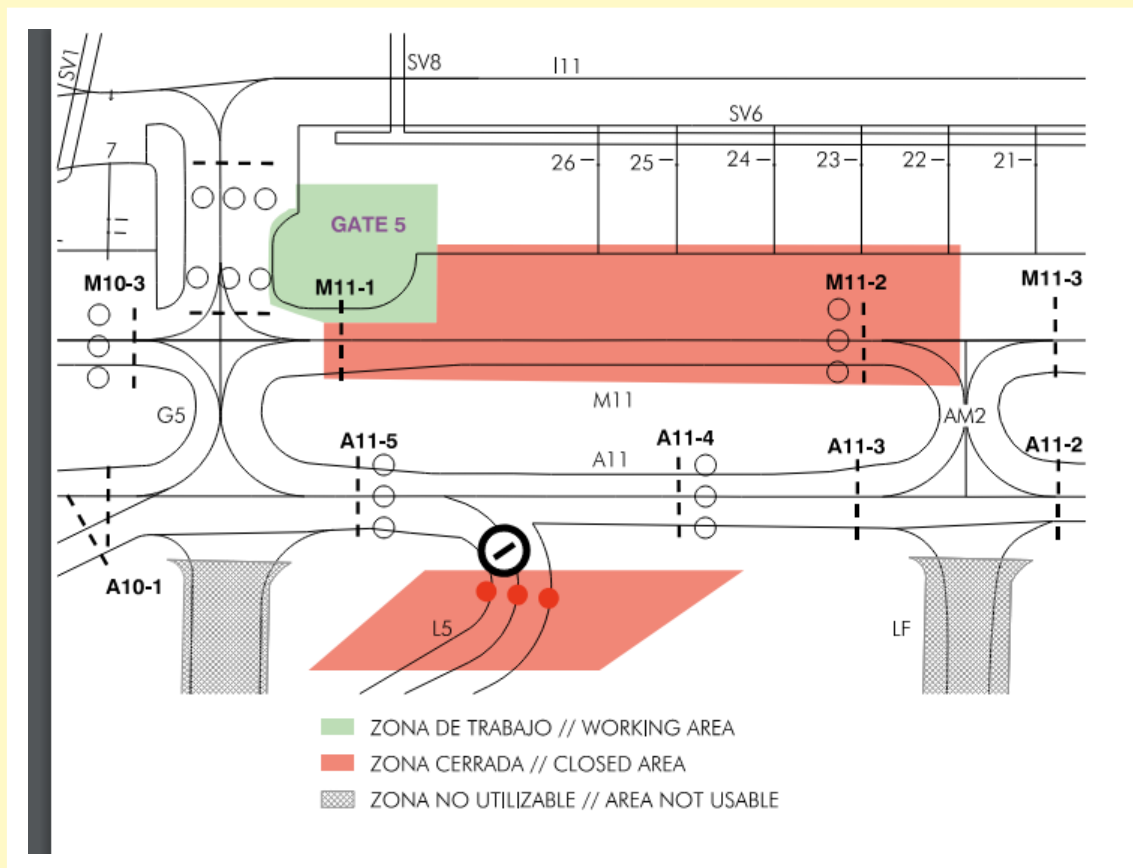 SV1
SV8
I11
SV6
7
26
25
24
23
22
21
GATE 5
M10-3
M11-1
M11-2
M11-3
G5
M11
AM2
A11-5
A11-4
A11
A11-3
A11-2
A10-1
L5
LF
ZONA DE TRABAJO // WORKING AREA
ZONA CERRADA // CLOSED AREA
ZONA NO UTILIZABLE // AREA NOT USABLE